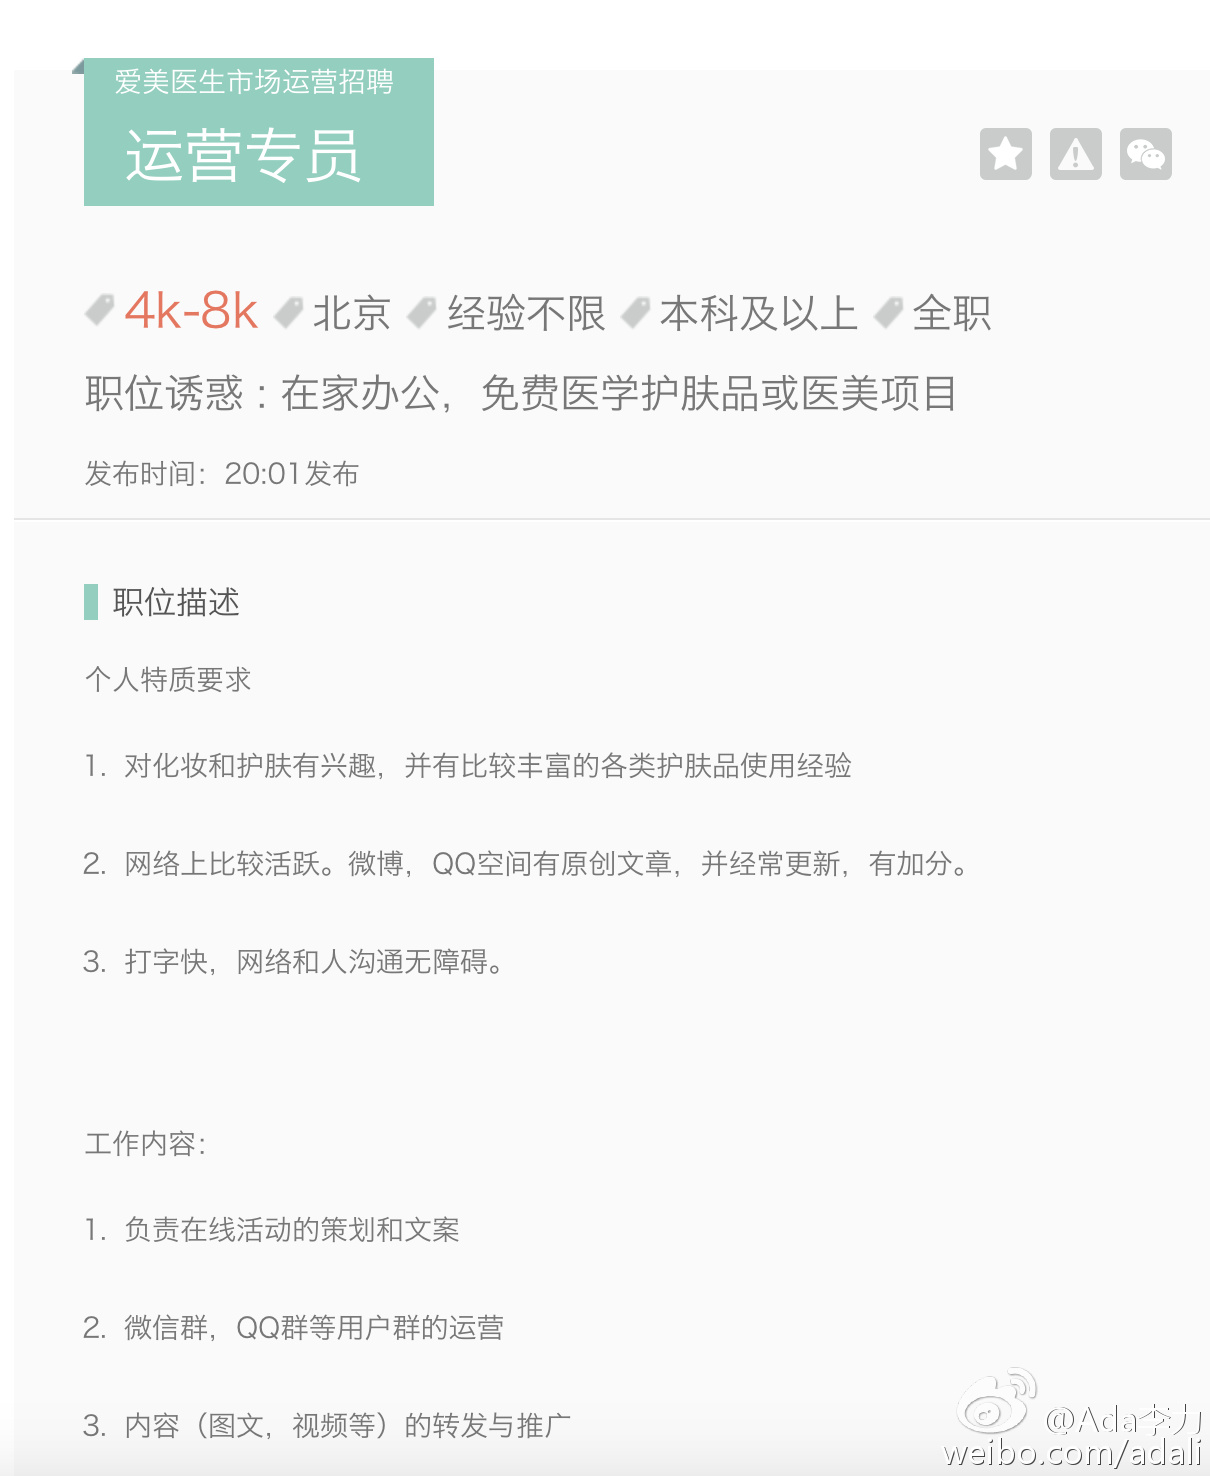 爱美医生市场运营招聘
运营专员
4k-8k 北京 经验不限 本科及以上 全职
职位诱惑：在家办公，免费医学护肤品或医美项目
发布时间：20:01发布
职位描述
个人特质要求
1. 对化妆和护肤有兴趣，并有比较丰富的各类护肤品使用经验
2. 网络上比较活跃。微博，QQ空间有原创文章，并经常更新，有加分。
3. 打字快，网络和人沟通无障碍。
工作内容：
1. 负责在线活动的策划和文案
2. 微信群，QQ群等用户群的运营
3. 内容（图文，视频等）的转发与推广
@Ada李力
weibo.com/adali